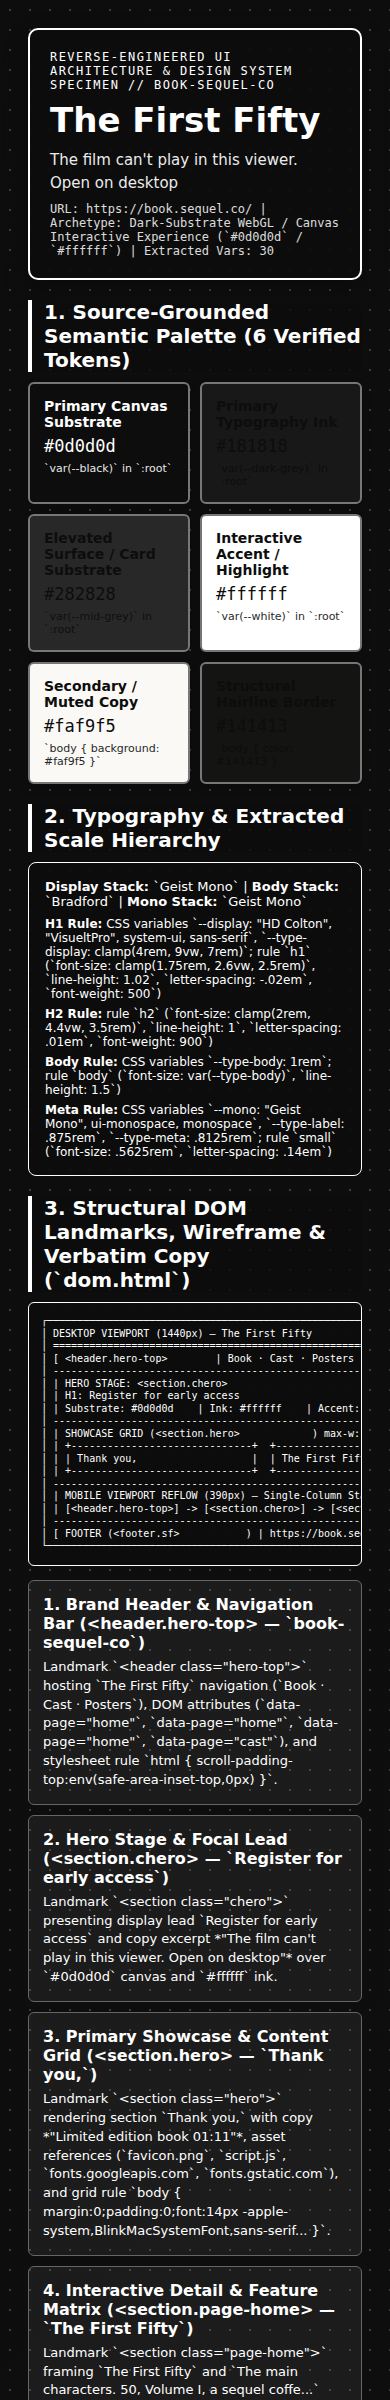 REVERSE-ENGINEERED UI
ARCHITECTURE & DESIGN SYSTEM
SPECIMEN // BOOK-SEQUEL-CO
The First Fifty
The film can't play in this viewer.
Open on desktop
URL: https://book.sequel.co/ |
Archetype: Dark-Substrate WebGL / Canvas
Interactive Experience (`#0d0d0d` /
`#ffffff`) | Extracted Vars: 30
1. Source-Grounded
Semantic Palette (6 Verified
Tokens)
Primary Canvas
Substrate
#0d0d0d
`var(--black)` in `:root`
Primary
Typography Ink
#181818
`var(--dark-grey)` in
`:root`
Elevated
Surface / Card
Substrate
#282828
`var(--mid-grey)` in
`:root`
Interactive
Accent /
Highlight
#ffffff
`var(--white)` in `:root`
Secondary /
Muted Copy
#faf9f5
`body { background:
#faf9f5 }`
Structural
Hairline Border
#141413
`body { color:
#141413 }`
2. Typography & Extracted
Scale Hierarchy
Display Stack: `Geist Mono` | Body Stack:
`Bradford` | Mono Stack: `Geist Mono`
H1 Rule: CSS variables `--display: "HD Colton",
"VisueltPro", system-ui, sans-serif`, `--type-
display: clamp(4rem, 9vw, 7rem)`; rule `h1`
(`font-size: clamp(1.75rem, 2.6vw, 2.5rem)`,
`line-height: 1.02`, `letter-spacing: -.02em`,
`font-weight: 500`)
H2 Rule: rule `h2` (`font-size: clamp(2rem,
4.4vw, 3.5rem)`, `line-height: 1`, `letter-spacing:
.01em`, `font-weight: 900`)
Body Rule: CSS variables `--type-body: 1rem`;
rule `body` (`font-size: var(--type-body)`, `line-
height: 1.5`)
Meta Rule: CSS variables `--mono: "Geist
Mono", ui-monospace, monospace`, `--type-label:
.875rem`, `--type-meta: .8125rem`; rule `small`
(`font-size: .5625rem`, `letter-spacing: .14em`)
3. Structural DOM
Landmarks, Wireframe &
Verbatim Copy
(`dom.html`)
DESKTOP VIEWPORT (1440px) — The First Fifty
====================================================
[ <header.hero-top> | Book · Cast · Posters
----------------------------------------------------
| HERO STAGE: <section.chero>
| H1: Register for early access
| Substrate: #0d0d0d | Ink: #ffffff | Accent:
----------------------------------------------------
| SHOWCASE GRID (<section.hero> ) max-w:
| +------------------------------+ +--------------
| | Thank you, | | The First Fif
| +------------------------------+ +--------------
----------------------------------------------------
| MOBILE VIEWPORT REFLOW (390px) — Single-Column St
| [<header.hero-top>] -> [<section.chero>] -> [<sec
----------------------------------------------------
[ FOOTER (<footer.sf> ) | https://book.se
1. Brand Header & Navigation
Bar (<header.hero-top> — `book-
sequel-co`)
Landmark `<header class="hero-top">`
hosting `The First Fifty` navigation (`Book ·
Cast · Posters`), DOM attributes (`data-
page="home"`, `data-page="home"`, `data-
page="home"`, `data-page="cast"`), and
stylesheet rule `html { scroll-padding-
top:env(safe-area-inset-top,0px) }`.
2. Hero Stage & Focal Lead
(<section.chero> — `Register for
early access`)
Landmark `<section class="chero">`
presenting display lead `Register for early
access` and copy excerpt *"The film can't
play in this viewer. Open on desktop"* over
`#0d0d0d` canvas and `#ffffff` ink.
3. Primary Showcase & Content
Grid (<section.hero> — `Thank
you,`)
Landmark `<section class="hero">`
rendering section `Thank you,` with copy
*"Limited edition book 01:11"*, asset
references (`favicon.png`, `script.js`,
`fonts.googleapis.com`, `fonts.gstatic.com`),
and grid rule `body {
margin:0;padding:0;font:14px -apple-
system,BlinkMacSystemFont,sans-serif... }`.
4. Interactive Detail & Feature
Matrix (<section.page-home> —
`The First Fifty`)
Landmark `<section class="page-home">`
framing `The First Fifty` and `The main
characters. 50, Volume I, a sequel coffe...`